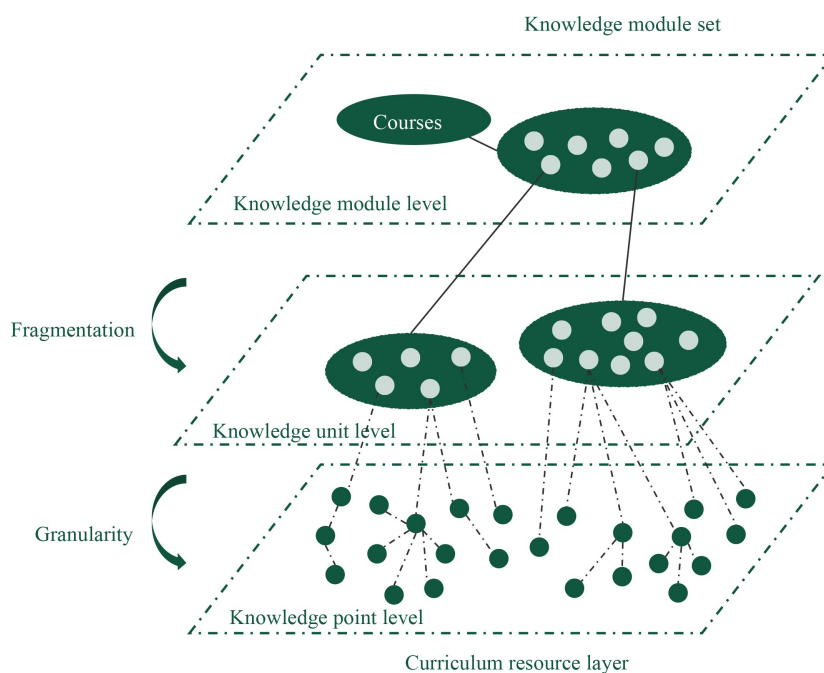 Knowledge module set
Courses
Knowledge module level
Fragmentation
Knowledge unit level
Granularity
Knowledge point level
Curriculum resource layer